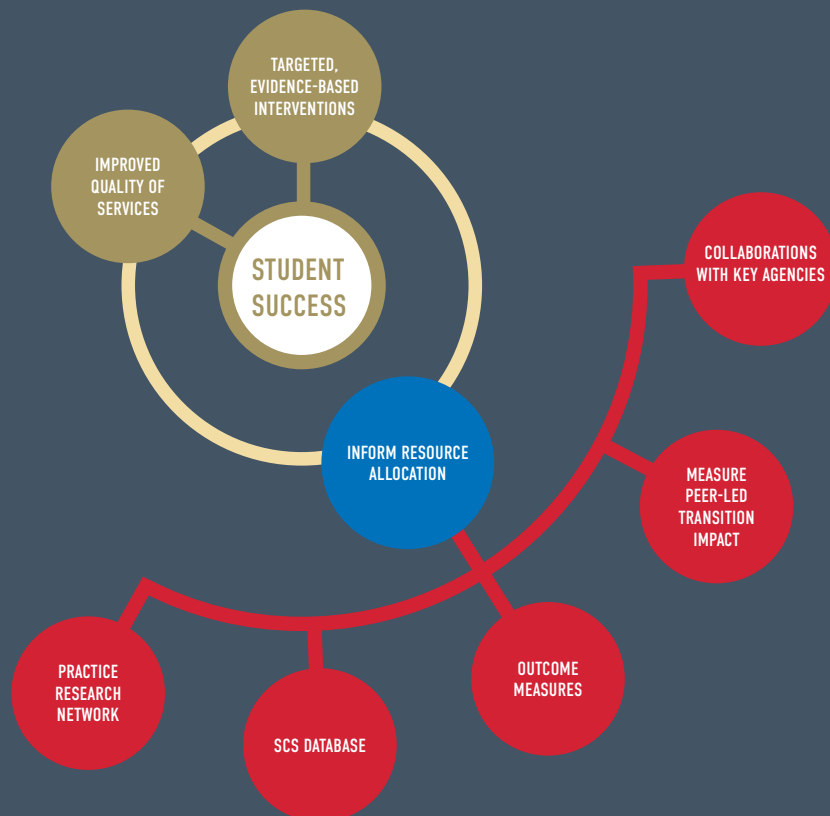 TARGETED,
EVIDENCE-BASED
INTERVENTIONS
IMPROVED
QUALITY OF
SERVICES
STUDENT
SUCCESS
COLLABORATIONS
WITH KEY AGENCIES
INFORM RESOURCE
ALLOCATION
MEASURE
PEER-LED
TRANSITION
IMPACT
PRACTICE
RESEARCH
NETWORK
OUTCOME
MEASURES
SCS DATABASE